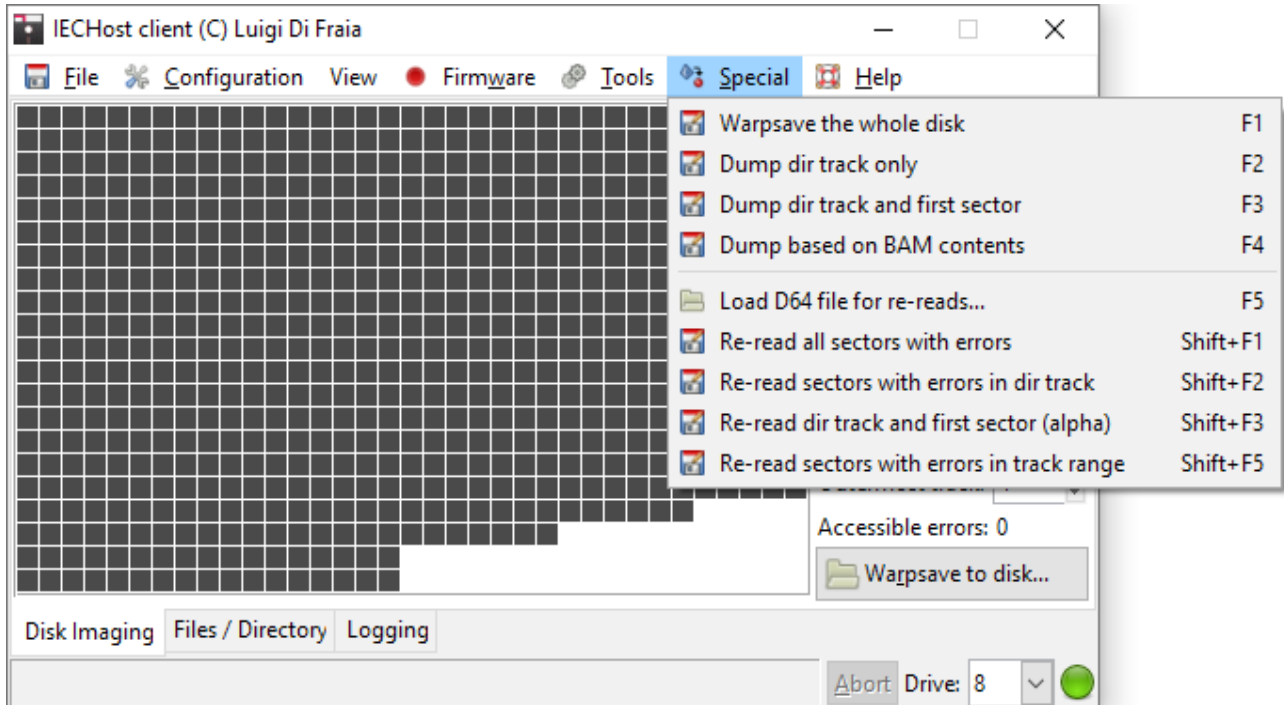 IECHost client (C) Luigi Di Fraia
File Configuration View Firmware Tools Special Help
Warpsave the whole disk F1
Dump dir track only F2
Dump dir track and first sector F3
Dump based on BAM contents F4
Load D64 file for re-reads... F5
Re-read all sectors with errors Shift+F1
Re-read sectors with errors in dir track Shift+F2
Re-read dir track and first sector (alpha) Shift+F3
Re-read sectors with errors in track range Shift+F5
Accessible errors: 0
Warpsave to disk...
Disk Imaging Files / Directory Logging
Abort Drive: 8